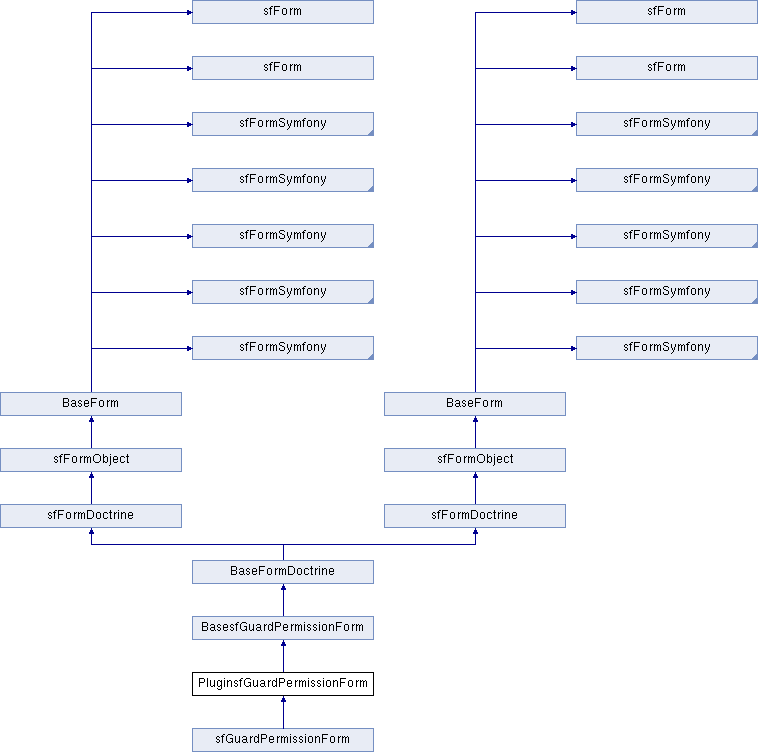 sfForm sfForm
sfForm sfForm
sfFormSymfony sfFormSymfony
sfFormSymfony sfFormSymfony
sfFormSymfony sfFormSymfony
sfFormSymfony sfFormSymfony
sfFormSymfony sfFormSymfony
BaseForm BaseForm
sfFormObject sfFormObject
sfFormDoctrine sfFormDoctrine
BaseFormDoctrine
BasesfGuardPermissionForm
PluginsfGuardPermissionForm
sfGuardPermissionForm